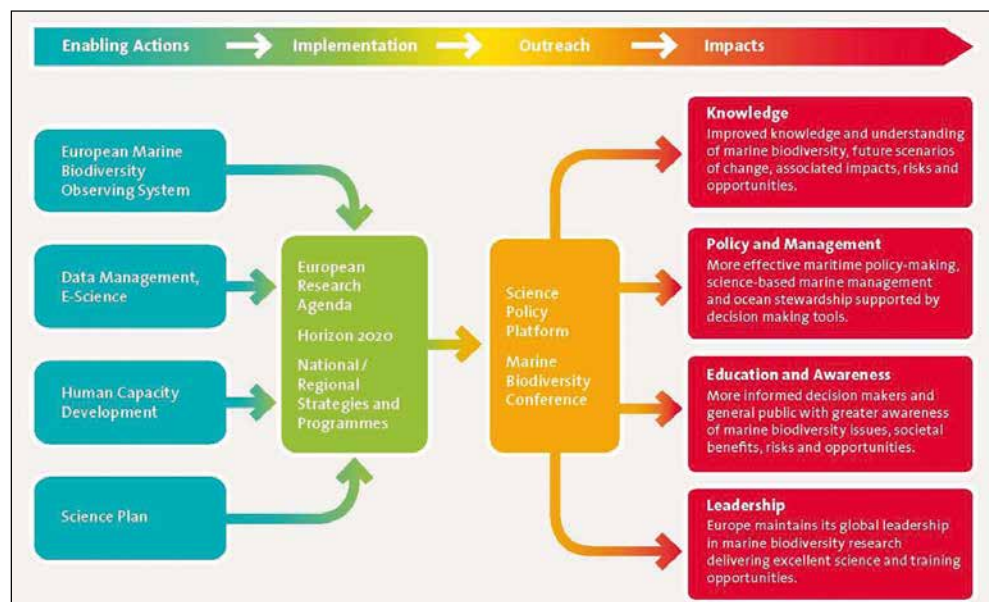 Enabling Actions
Implementation
Outreach
Impacts
European Marine
Biodiversity
Observing System
Data Management,
E-Science
Human Capacity
Development
Science Plan
European
Research
Agenda
Horizon 2020
National/
Regional
Strategies and
Programmes
Science
Policy
Platform
Marine
Biodiversity
Conference
Knowledge
Improved knowledge and understanding
of marine biodiversity, future scenarios
of change, associated impacts, risks and
opportunities.
Policy and Management
More effective maritime policy-making,
science-based marine management
and ocean stewardship supported by
decision making tools.
Education and Awareness
More informed decision makers and
general public with greater awareness
of marine biodiversity issues, societal
benefits, risks and opportunities.
Leadership
Europe maintains its global leadership
in marine biodiversity research
delivering excellent science and training
opportunities.